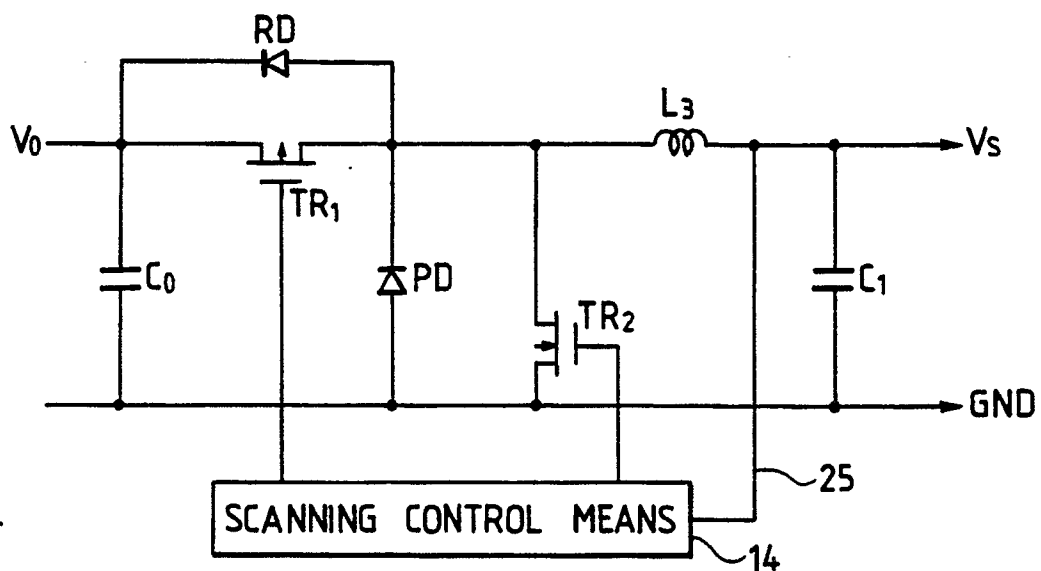 RD
L3
V0
VS
TR1
C0
PD
TR2
C1
GND
25
SCANNING CONTROL MEANS
14